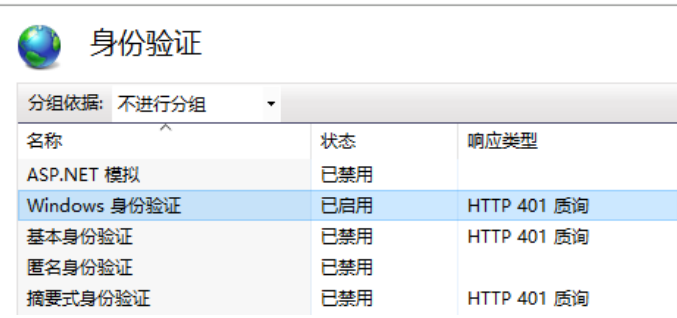 身份验证
分组依据: 不进行分组
名称 状态 响应类型
ASP.NET 模拟 已禁用
Windows 身份验证 已启用 HTTP 401 质询
基本身份验证 已禁用 HTTP 401 质询
匿名身份验证 已禁用
摘要式身份验证 已禁用 HTTP 401 质询